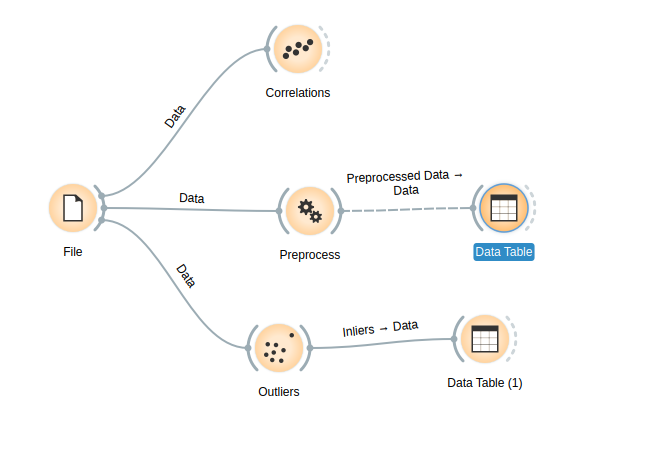 Data
Correlations
Data
Preprocessed Data →
Data
File
Preprocess
Data Table
Data
Inliers → Data
Outliers
Data Table (1)